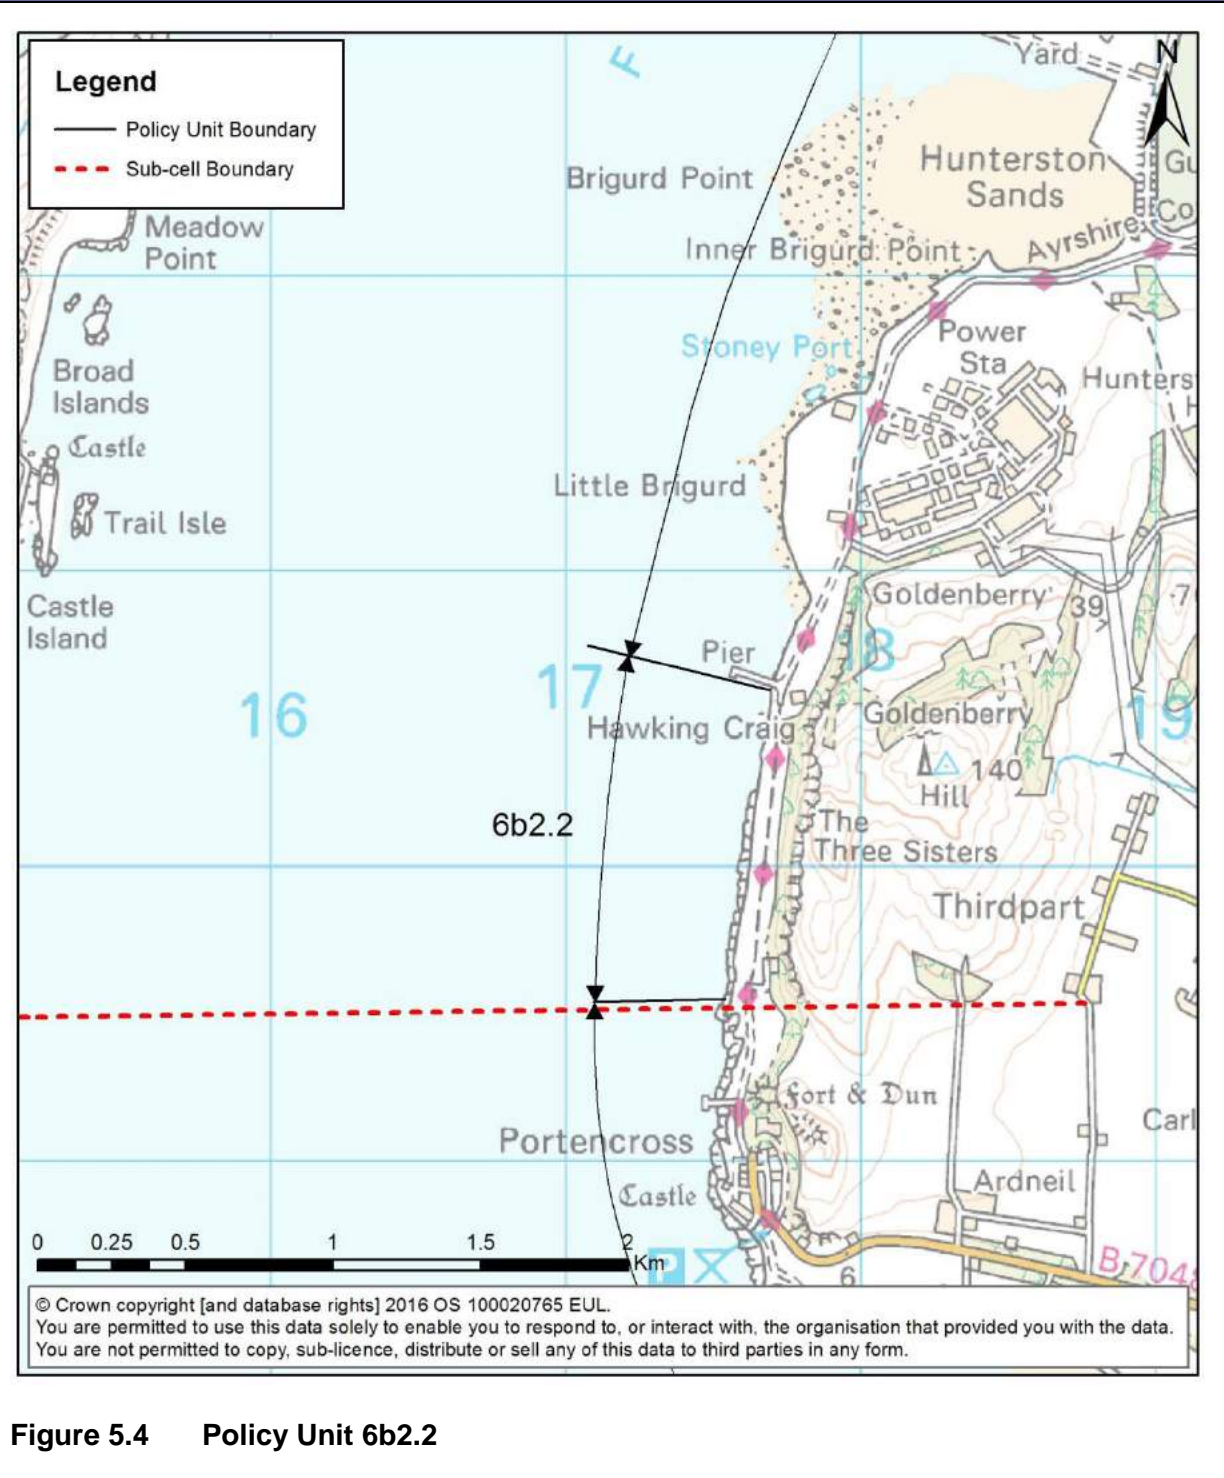 Legend
Policy Unit Boundary
Sub-cell Boundary
N
F
Yard
Brigurd Point
Hunterston
Sands
Meadow
Point
Inner Brigurd Point
Ayrshire
Co
Stoney Port
Power
Sta
Broad
Islands
Castle
Little Brigurd
Trail Isle
Castle
Island
Goldenberry
39
Pier
18
17
16
19
Hawking Craig
Goldenberry
140
Hill
50
6b2.2
The
Three Sisters
Thirdpart
Fort & Dun
Portencross
Carl
Castle
Ardneil
0 0.25 0.5 1 1.5 2
Km
P
6
B 7048
© Crown copyright [and database rights] 2016 OS 100020765 EUL.
You are permitted to use this data solely to enable you to respond to, or interact with, the organisation that provided you with the data.
You are not permitted to copy, sub-licence, distribute or sell any of this data to third parties in any form.
Figure 5.4 Policy Unit 6b2.2